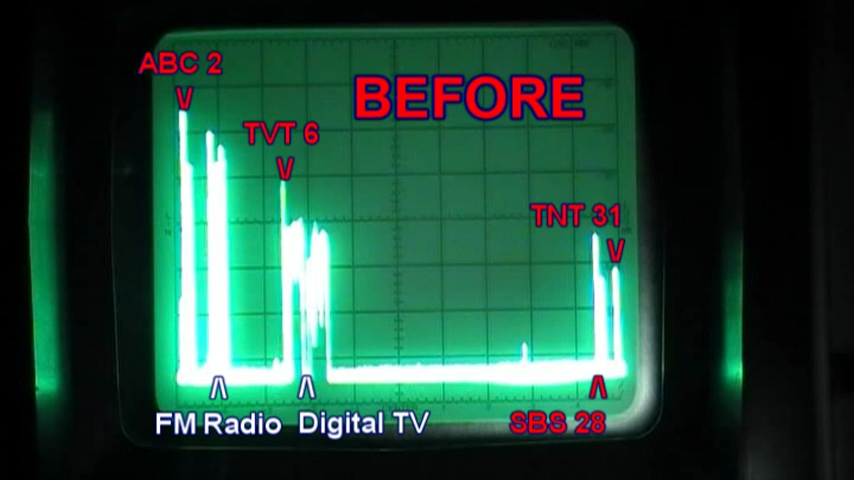 ABC 2
BEFORE
V
TVT 6
V
TNT 31
V
Λ
Λ
Λ
FM Radio
Digital TV
SBS 28